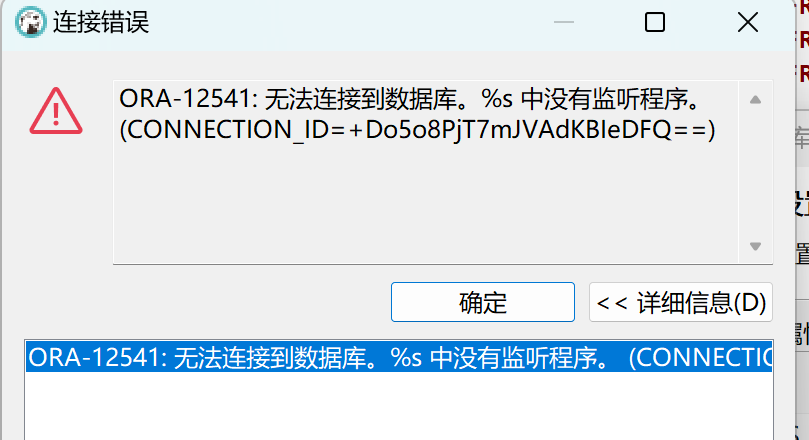 连接错误
ORA-12541: 无法连接到数据库。%s 中没有监听程序。
(CONNECTION_ID=+Do5o8PjT7mJVAdKBIeDFQ==)
确定
<< 详细信息(D)
ORA-12541: 无法连接到数据库。%s 中没有监听程序。 (CONNECTIO